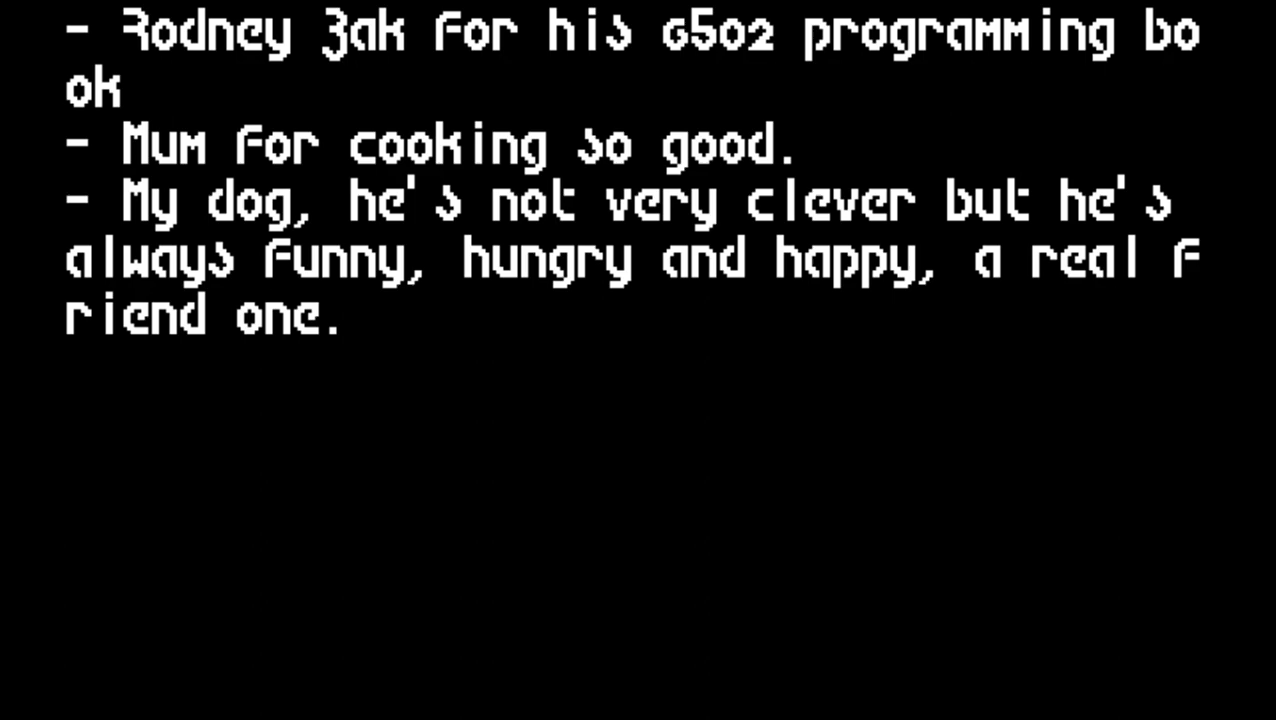 - Rodney Zak for his 6502 programming bo
ok
- Mum for cooking so good.
- My dog, he's not very clever but he's
always funny, hungry and happy, a real f
riend one.